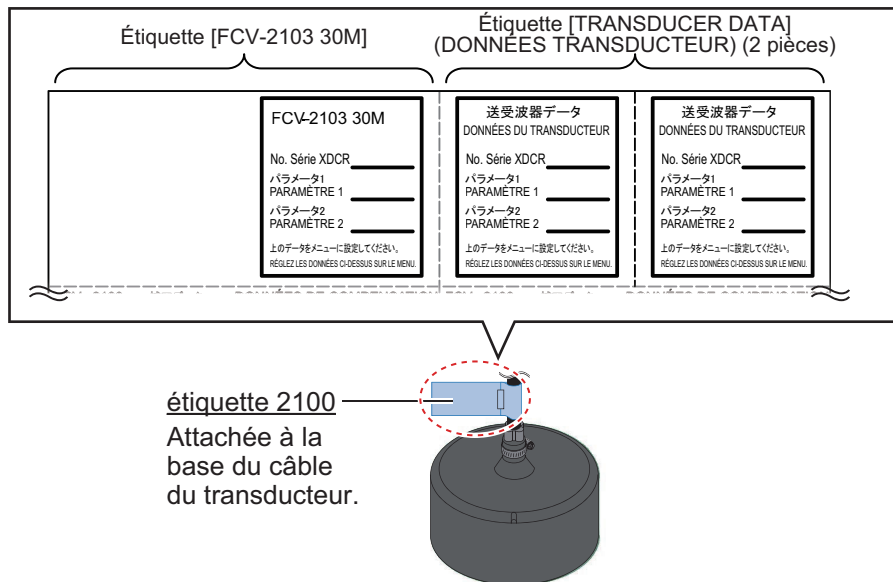 Étiquette [FCV-2103 30M]
Étiquette [TRANSDUCER DATA]
(DONNÉES TRANSDUCTEUR) (2 pièces)
FCV-2103 30M
No. Série XDCR
パラメータ1
PARAMÈTRE 1
パラメータ2
PARAMÈTRE 2
上のデータをメニューに設定してください。
RÉGLEZ LES DONNÉES CI-DESSUS SUR LE MENU.
送受波器データ
DONNÉES DU TRANSDUCTEUR
No. Série XDCR
パラメータ1
PARAMÈTRE 1
パラメータ2
PARAMÈTRE 2
上のデータをメニューに設定してください。
RÉGLEZ LES DONNÉES CI-DESSUS SUR LE MENU.
送受波器データ
DONNÉES DU TRANSDUCTEUR
No. Série XDCR
パラメータ1
PARAMÈTRE 1
パラメータ2
PARAMÈTRE 2
上のデータをメニューに設定してください。
RÉGLEZ LES DONNÉES CI-DESSUS SUR LE MENU.
étiquette 2100
Attachée à la
base du câble
du transducteur.